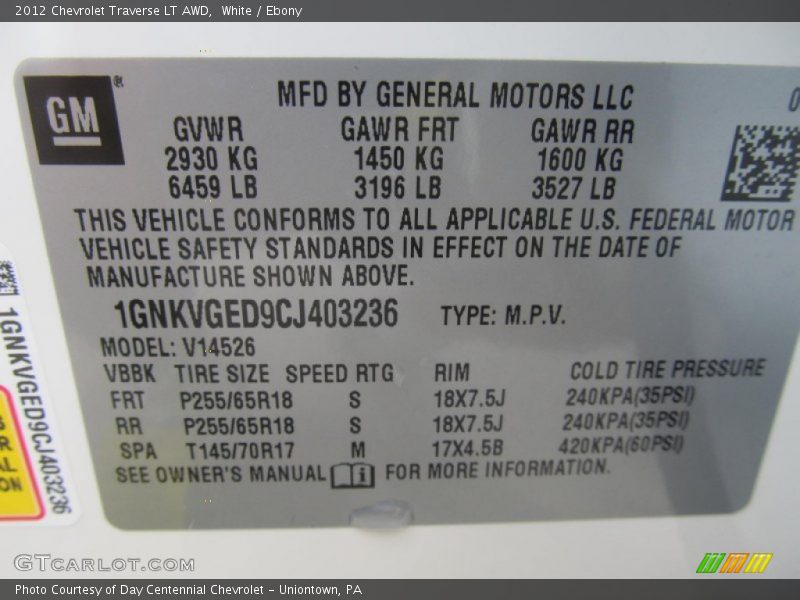 2012 Chevrolet Traverse LT AWD,  White / Ebony
GM®
MFD BY GENERAL MOTORS LLC
0
GVWR GAWR FRT GAWR RR
2930 KG 1450 KG 1600 KG
6459 LB 3196 LB 3527 LB
THIS VEHICLE CONFORMS TO ALL APPLICABLE U.S. FEDERAL MOTOR
VEHICLE SAFETY STANDARDS IN EFFECT ON THE DATE OF
MANUFACTURE SHOWN ABOVE.
1GNKVGED9CJ403236 TYPE: M.P.V.
MODEL: V14526
VBBK TIRE SIZE SPEED RTG RIM COLD TIRE PRESSURE
FRT P255/65R18 S 18X7.5J 240KPA(35PSI)
RR P255/65R18 S 18X7.5J 240KPA(35PSI)
SPA T145/70R17 M 17X4.5B 420KPA(60PSI)
SEE OWNER'S MANUAL FOR MORE INFORMATION.
1GNKVGED9CJ403236
GTCARLOT.COM
Photo Courtesy of Day Centennial Chevrolet - Uniontown, PA